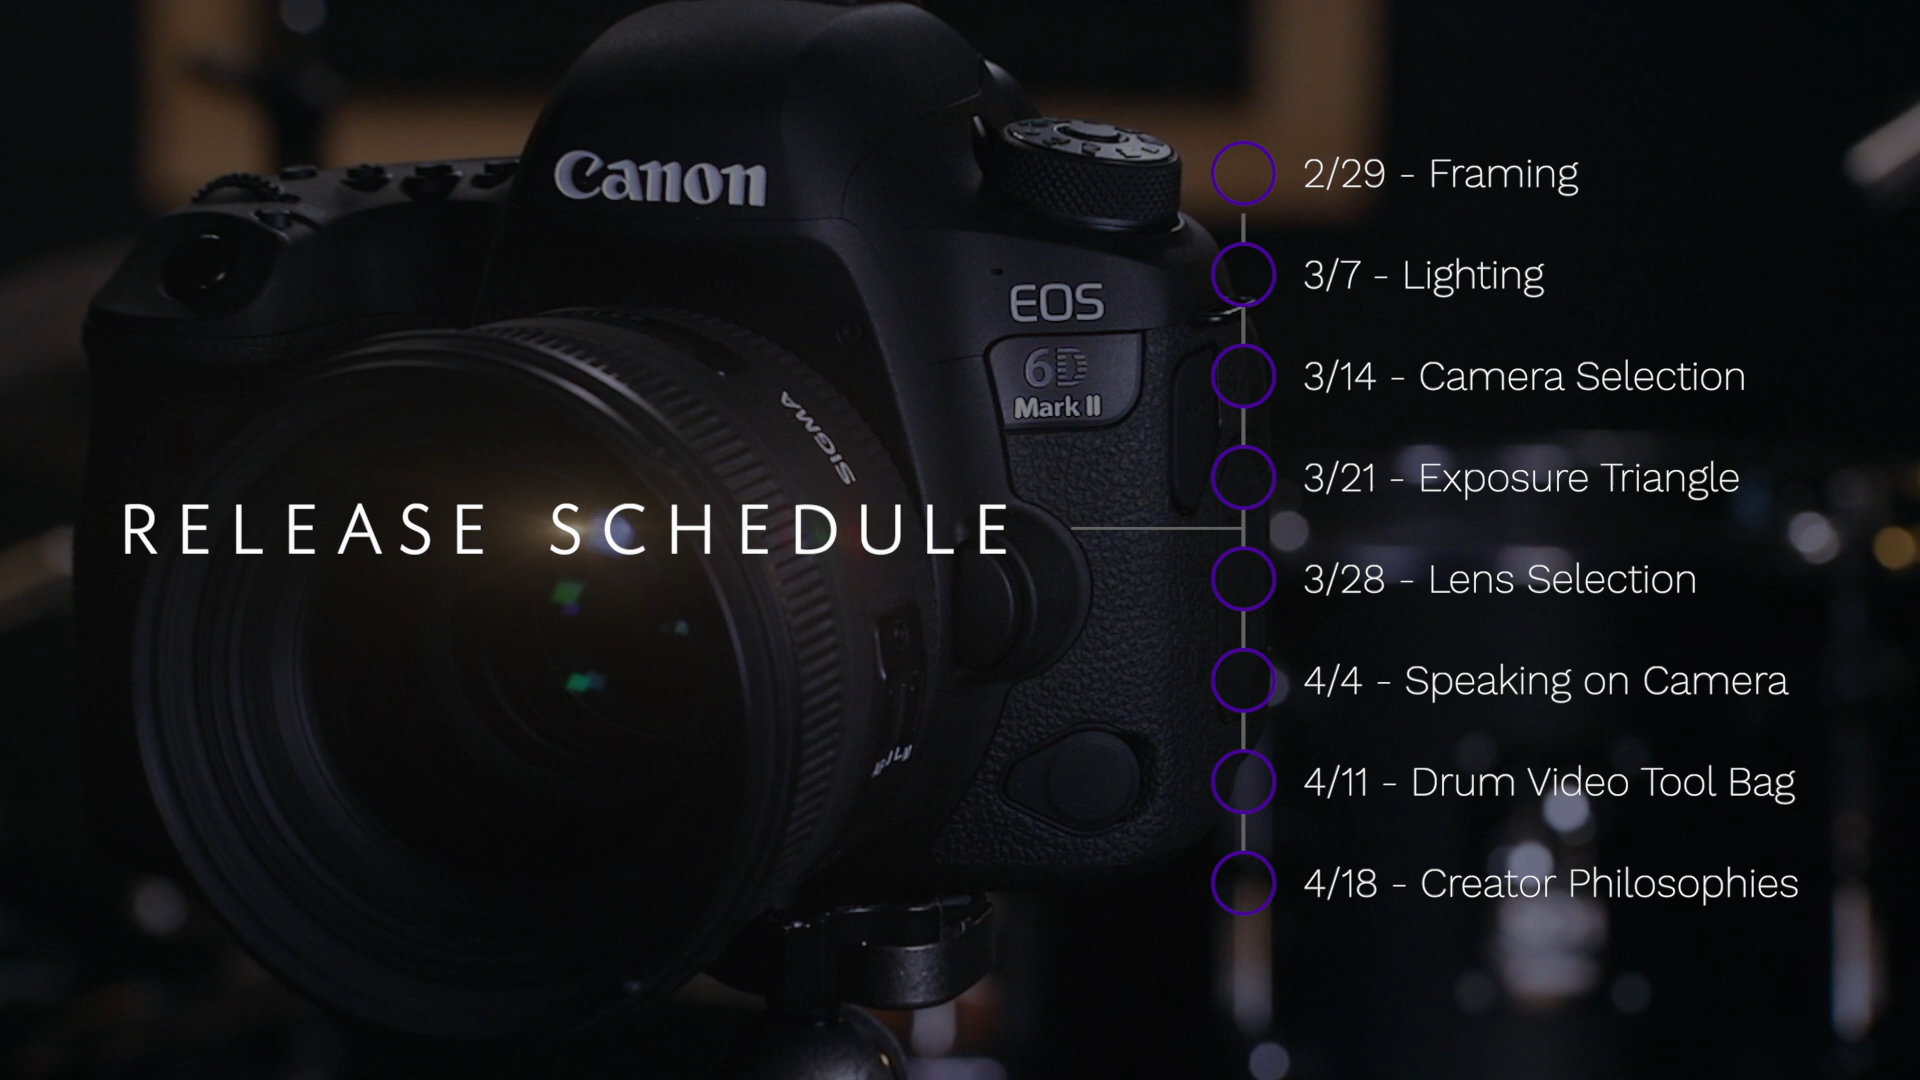 Canon
EOS
6D
Mark II
SIGMA
RELEASE SCHEDULE
2/29 - Framing
3/7 - Lighting
3/14 - Camera Selection
3/21 - Exposure Triangle
3/28 - Lens Selection
4/4 - Speaking on Camera
4/11 - Drum Video Tool Bag
4/18 - Creator Philosophies